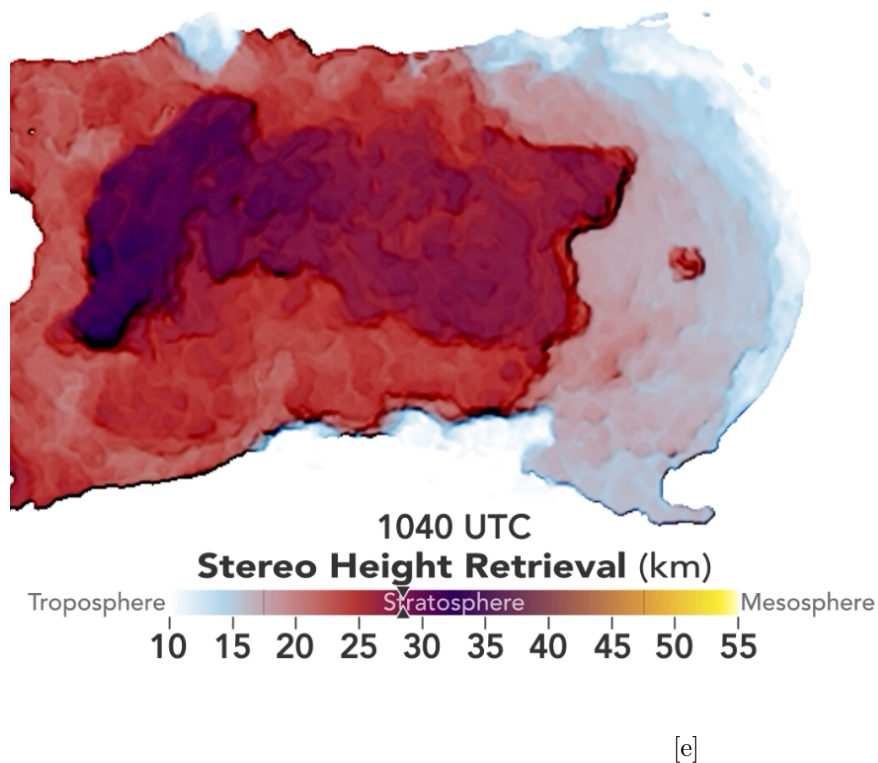 1040 UTC
Stereo Height Retrieval (km)
Troposphere Stratosphere Mesosphere
10 15 20 25 30 35 40 45 50 55
[e]